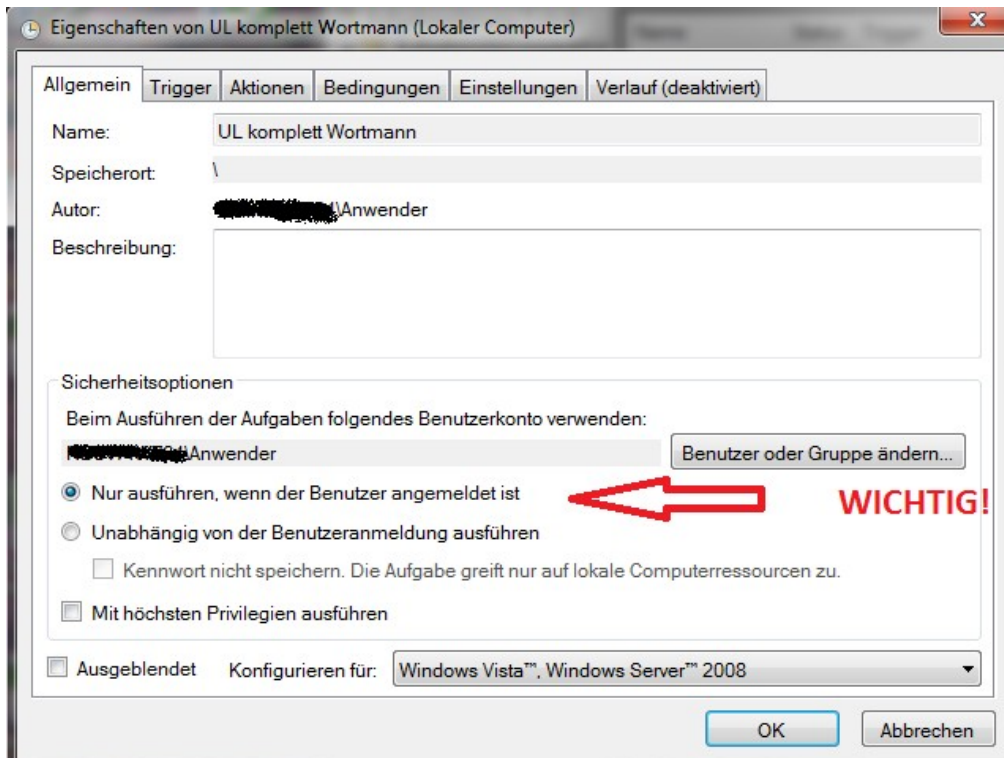 Eigenschaften von UL komplett Wortmann (Lokaler Computer)
Allgemein Trigger Aktionen Bedingungen Einstellungen Verlauf (deaktiviert)
Name: UL komplett Wortmann
Speicherort: \
Autor: \Anwender
Beschreibung:
Sicherheitsoptionen
Beim Ausführen der Aufgaben folgendes Benutzerkonto verwenden:
\Anwender Benutzer oder Gruppe ändern...
Nur ausführen, wenn der Benutzer angemeldet ist WICHTIG!
Unabhängig von der Benutzeranmeldung ausführen
Kennwort nicht speichern. Die Aufgabe greift nur auf lokale Computerressourcen zu.
Mit höchsten Privilegien ausführen
Ausgeblendet Konfigurieren für: Windows Vista™, Windows Server™ 2008
OK Abbrechen